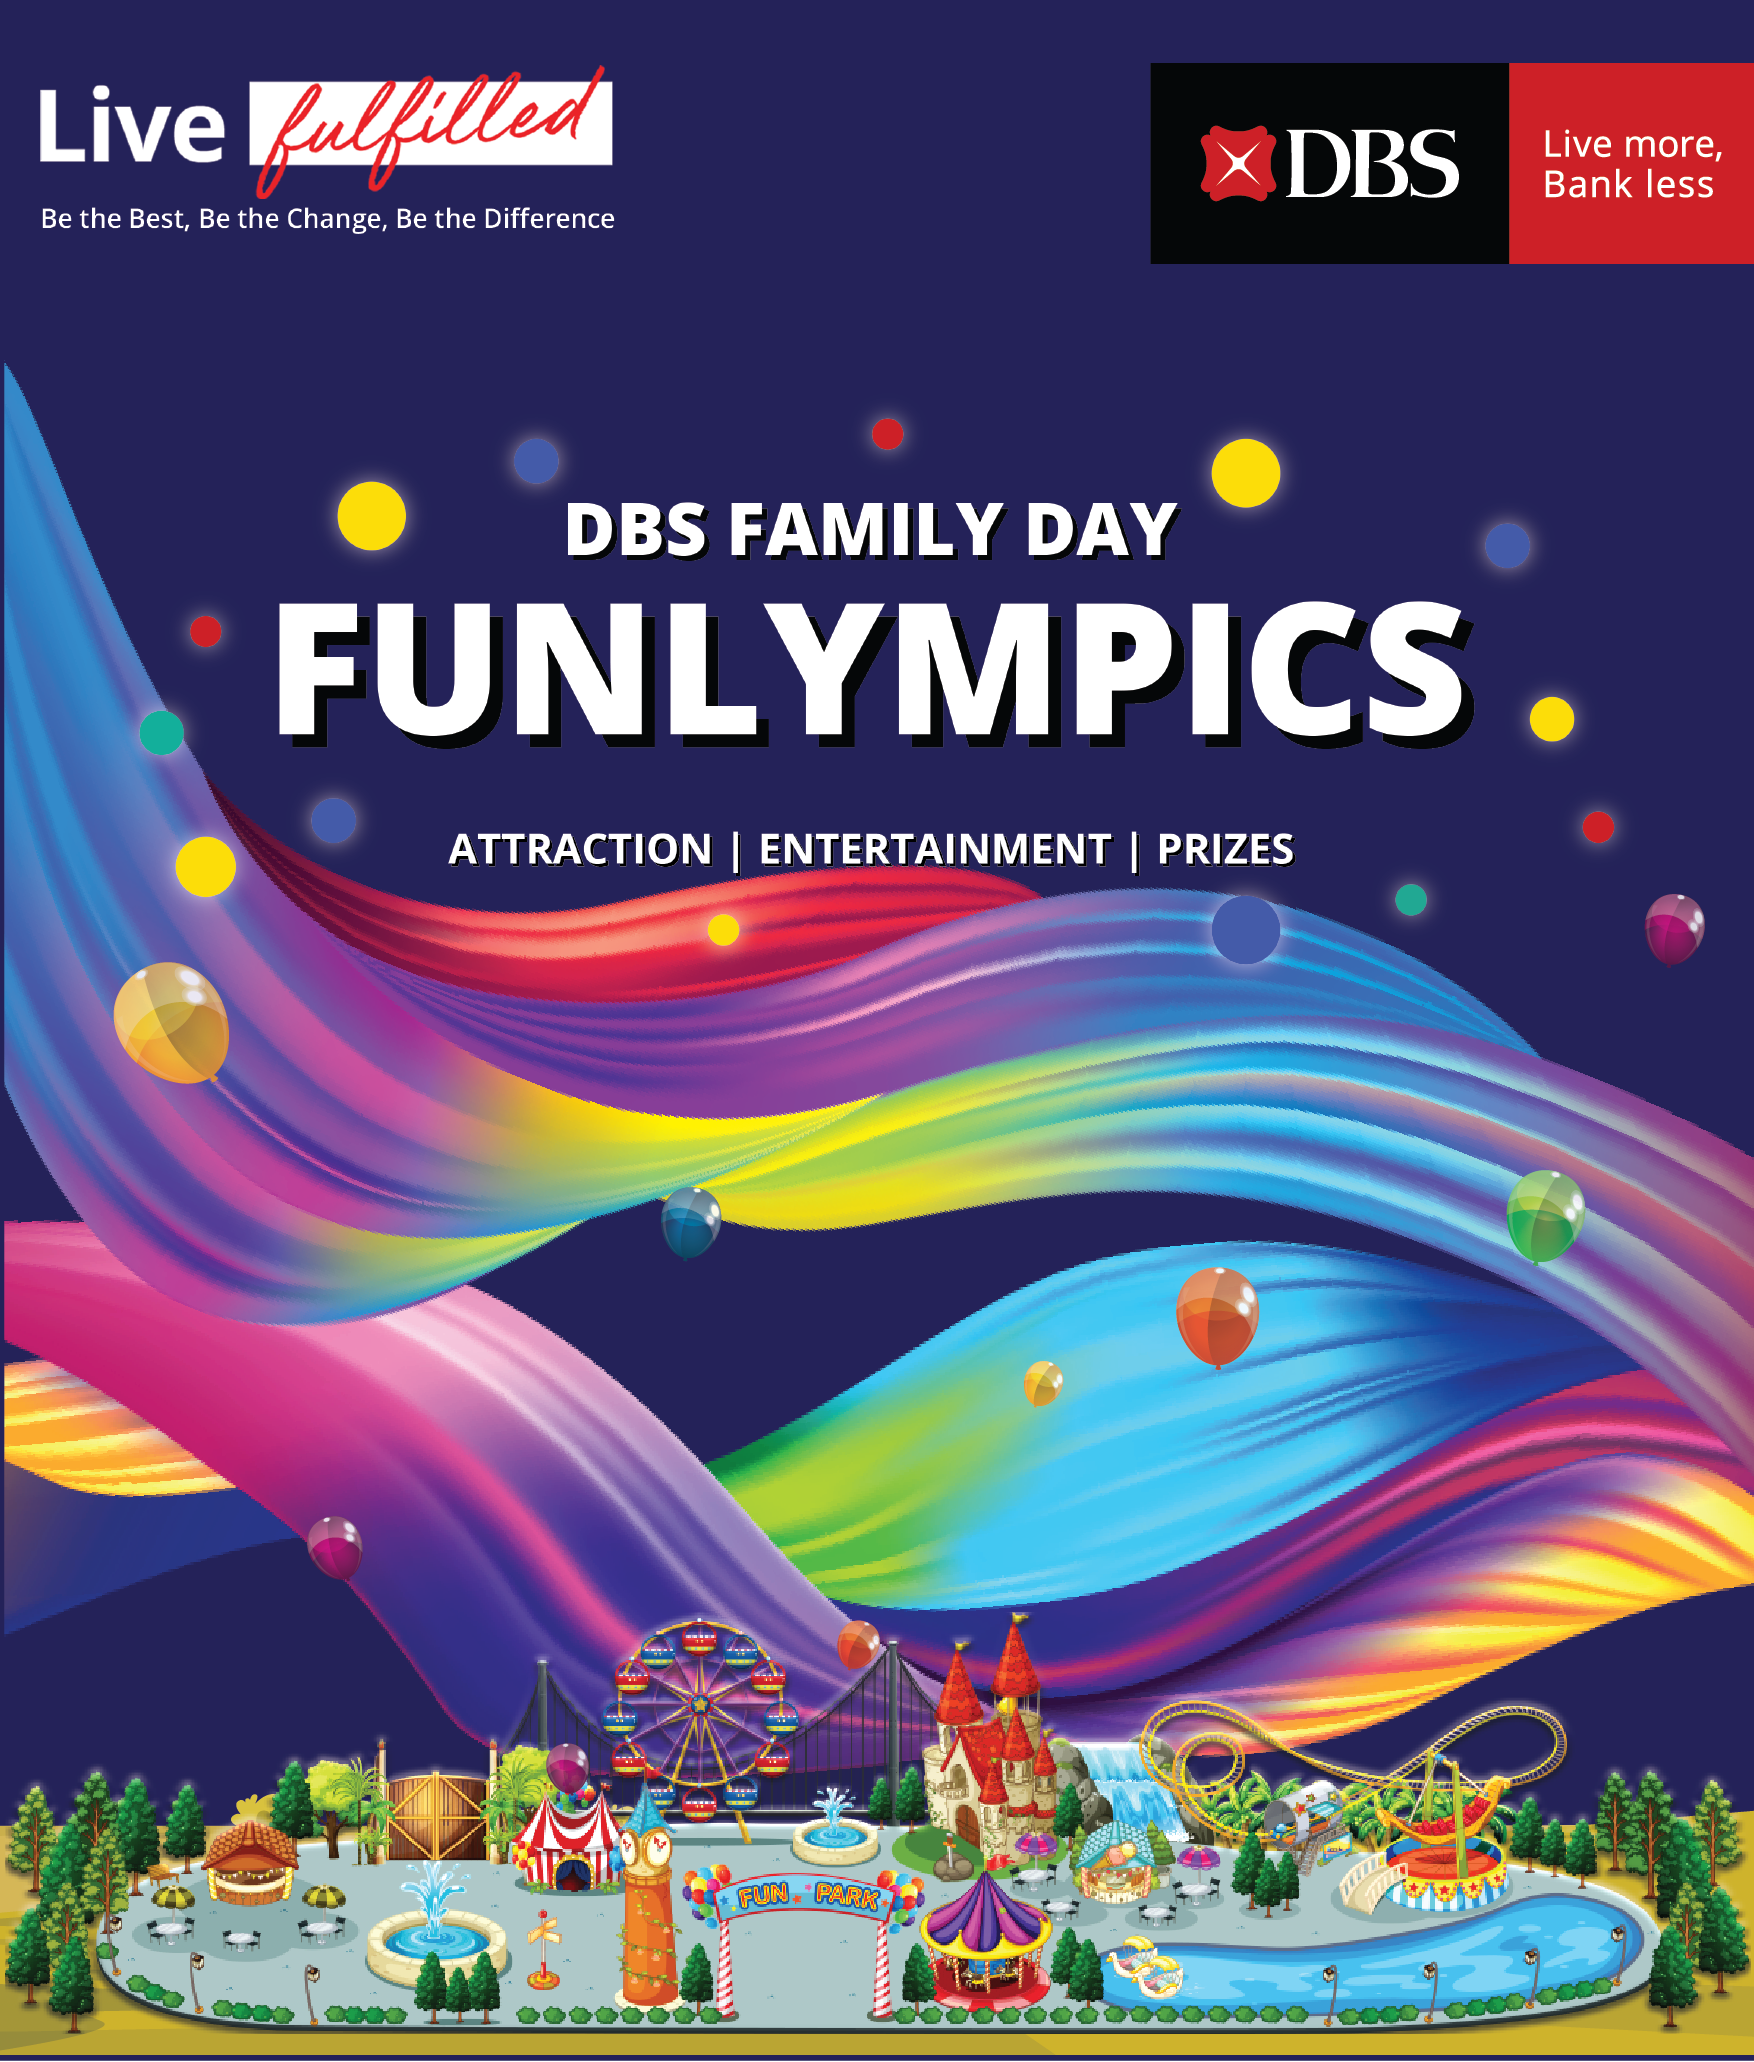 Live fulfilled
Be the Best, Be the Change, Be the Difference
DBS
Live more,
Bank less
DBS FAMILY DAY
FUNLYMPICS
ATTRACTION | ENTERTAINMENT | PRIZES
FUN PARK